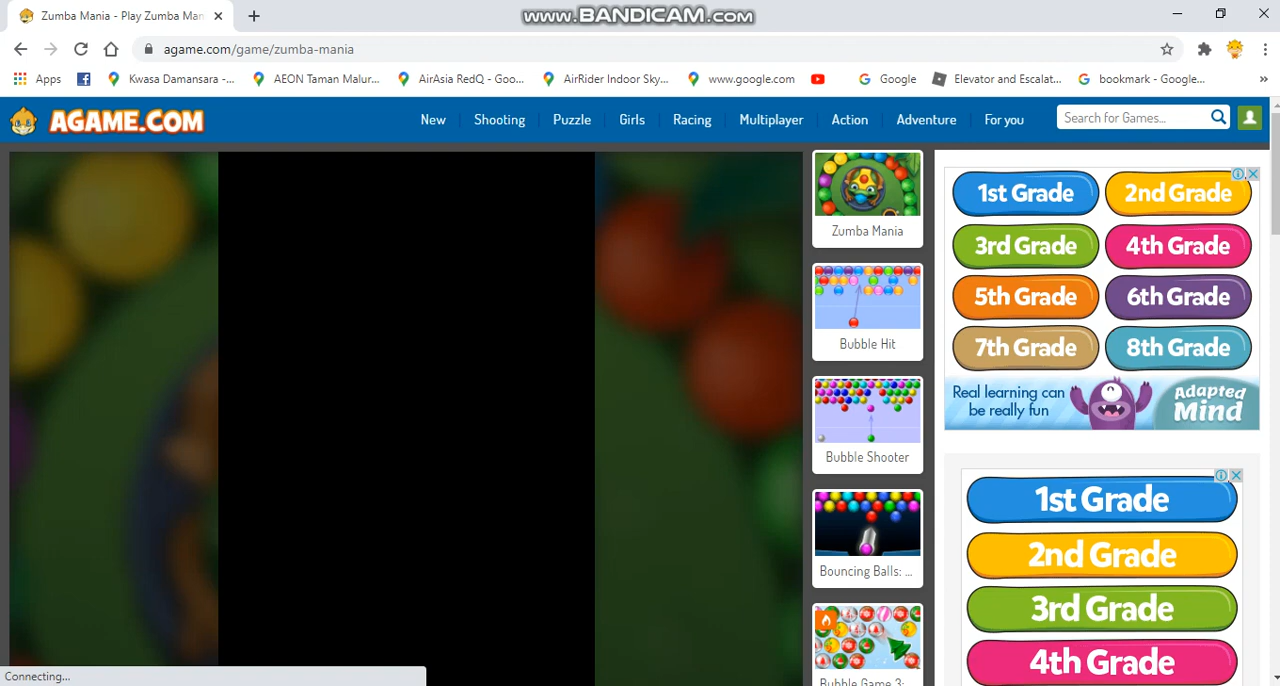 www.BANDICAM.com
Zumba Mania - Play Zumba Man
agame.com/game/zumba-mania
Apps
Kwasa Damansara -...
AEON Taman Malur...
AirAsia RedQ - Goo...
AirRider Indoor Sky...
www.google.com
Google
Elevator and Escalat...
bookmark - Google...
»
AGAME.COM
New
Shooting
Puzzle
Girls
Racing
Multiplayer
Action
Adventure
For you
Search for Games...
Zumba Mania
Bubble Hit
Bubble Shooter
Bouncing Balls: ...
Bubble Game 3:
1st Grade
2nd Grade
3rd Grade
4th Grade
5th Grade
6th Grade
7th Grade
8th Grade
Real learning can
be really fun
Adapted
Mind
1st Grade
2nd Grade
3rd Grade
4th Grade
Connecting...